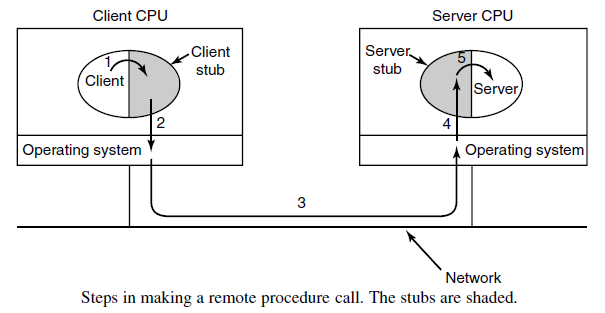 Client CPU
Server CPU
1
Client
Client
stub
2
Operating system
Server
stub
5
Server
4
Operating system
3
Network
Steps in making a remote procedure call. The stubs are shaded.